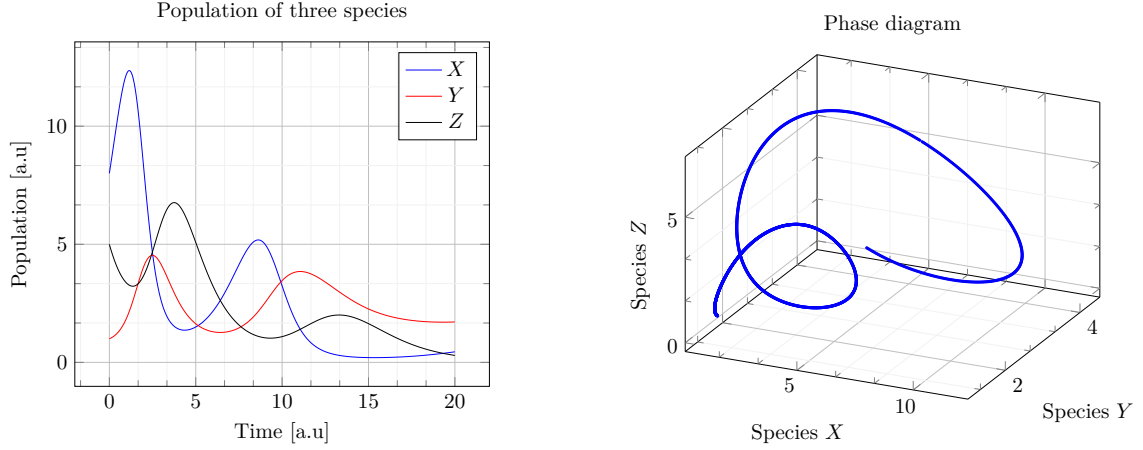 Population of three species
X
Y
Z
10
5
0
Population [a.u]
0
5
10
15
20
Time [a.u]
Phase diagram
5
0
Species Z
5
10
Species X
2
4
Species Y